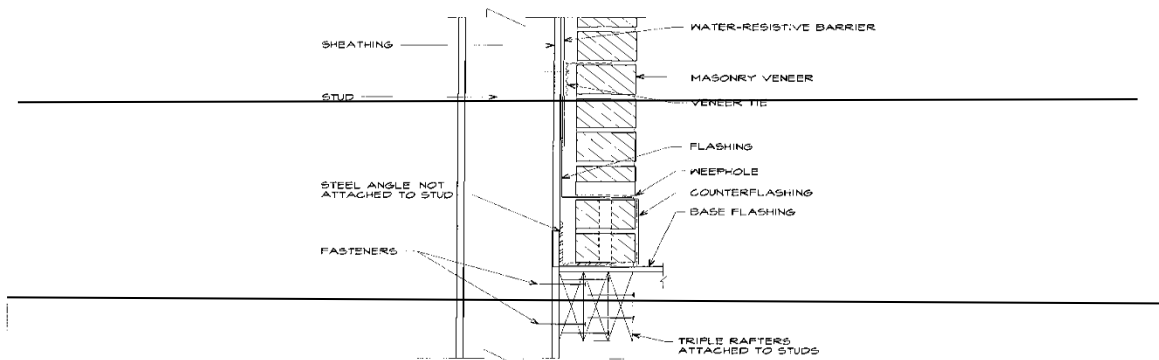 SHEATHING
STUD
STEEL ANGLE NOT
ATTACHED TO STUD
FASTENERS
WATER-RESISTIVE BARRIER
MASONRY VENEER
VENEER TIE
FLASHING
WEEPHOLE
COUNTERFLASHING
BASE FLASHING
TRIPLE RAFTERS
ATTACHED TO STUDS